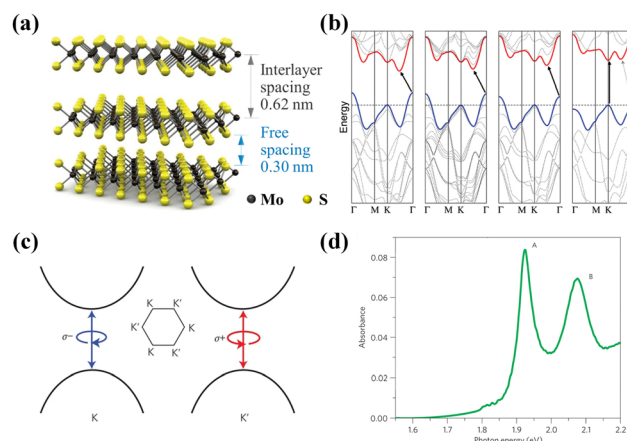 (a)
Interlayer
spacing
0.62 nm
Free
spacing
0.30 nm
Mo
S
(b)
Energy
Γ M K Γ
Γ M K Γ
Γ M K Γ
Γ M K Γ
(c)
σ−
K K'
K' K
K K'
σ+
K
K'
(d)
A
B
Absorbance
0.08
0.06
0.04
0.02
0
1.6 1.7 1.8 1.9 2.0 2.1 2.2
Photon energy (eV)